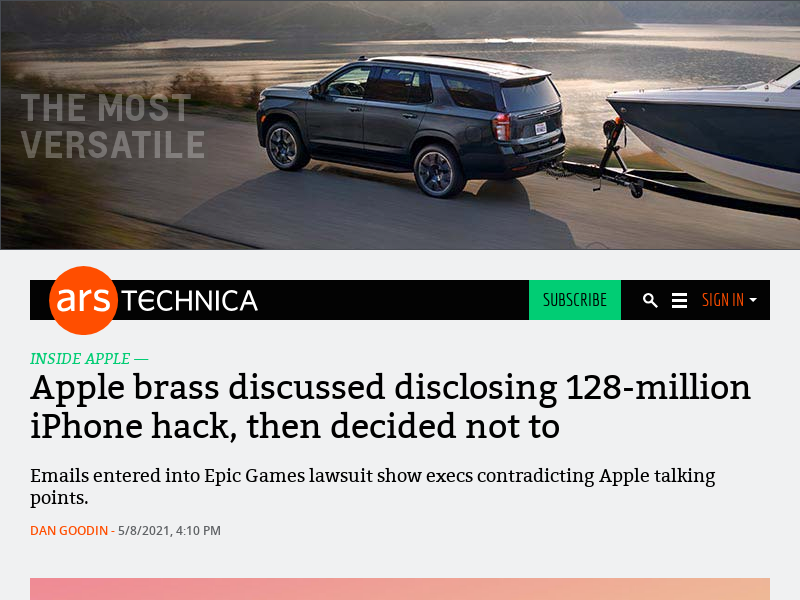 THE MOST
VERSATILE
ars TECHNICA
SUBSCRIBE
SIGN IN
INSIDE APPLE —
Apple brass discussed disclosing 128-million
iPhone hack, then decided not to
Emails entered into Epic Games lawsuit show execs contradicting Apple talking
points.
DAN GOODIN - 5/8/2021, 4:10 PM